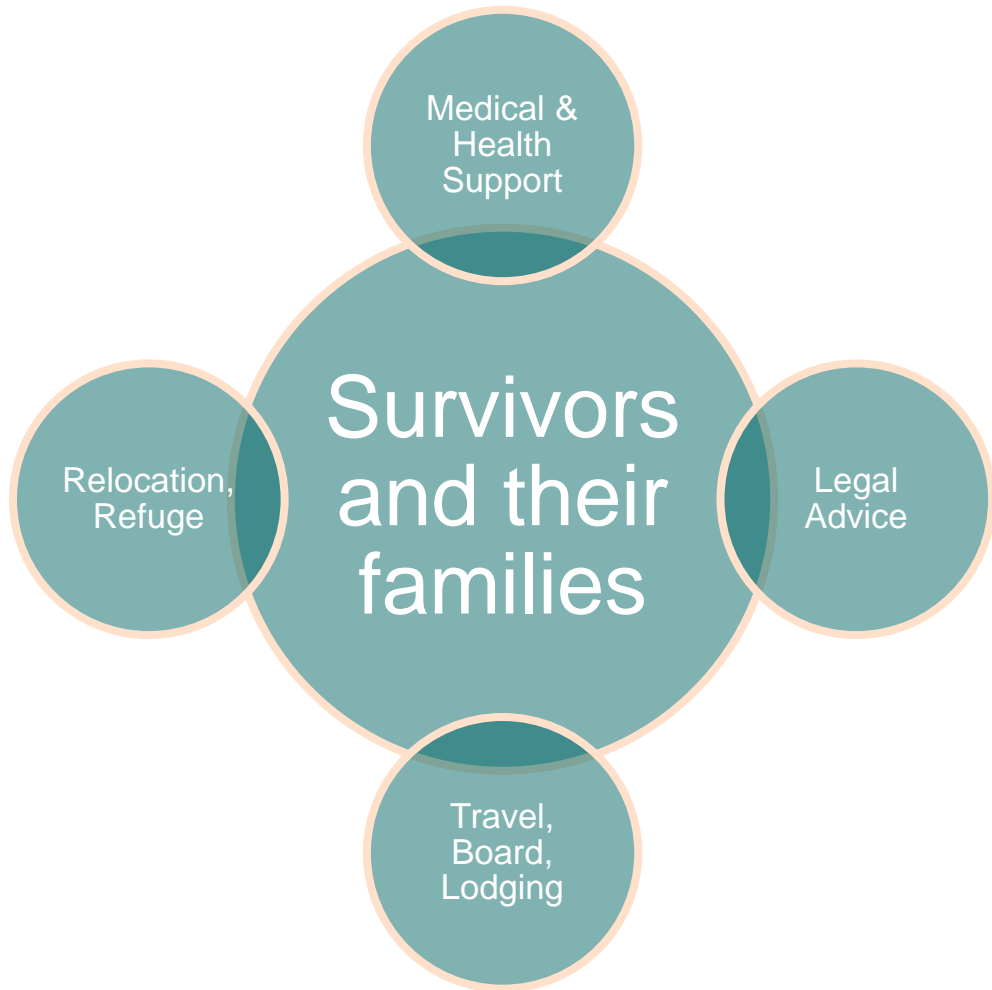 Medical &
Health
Support
Survivors
and their
families
Relocation,
Refuge
Legal
Advice
Travel,
Board,
Lodging